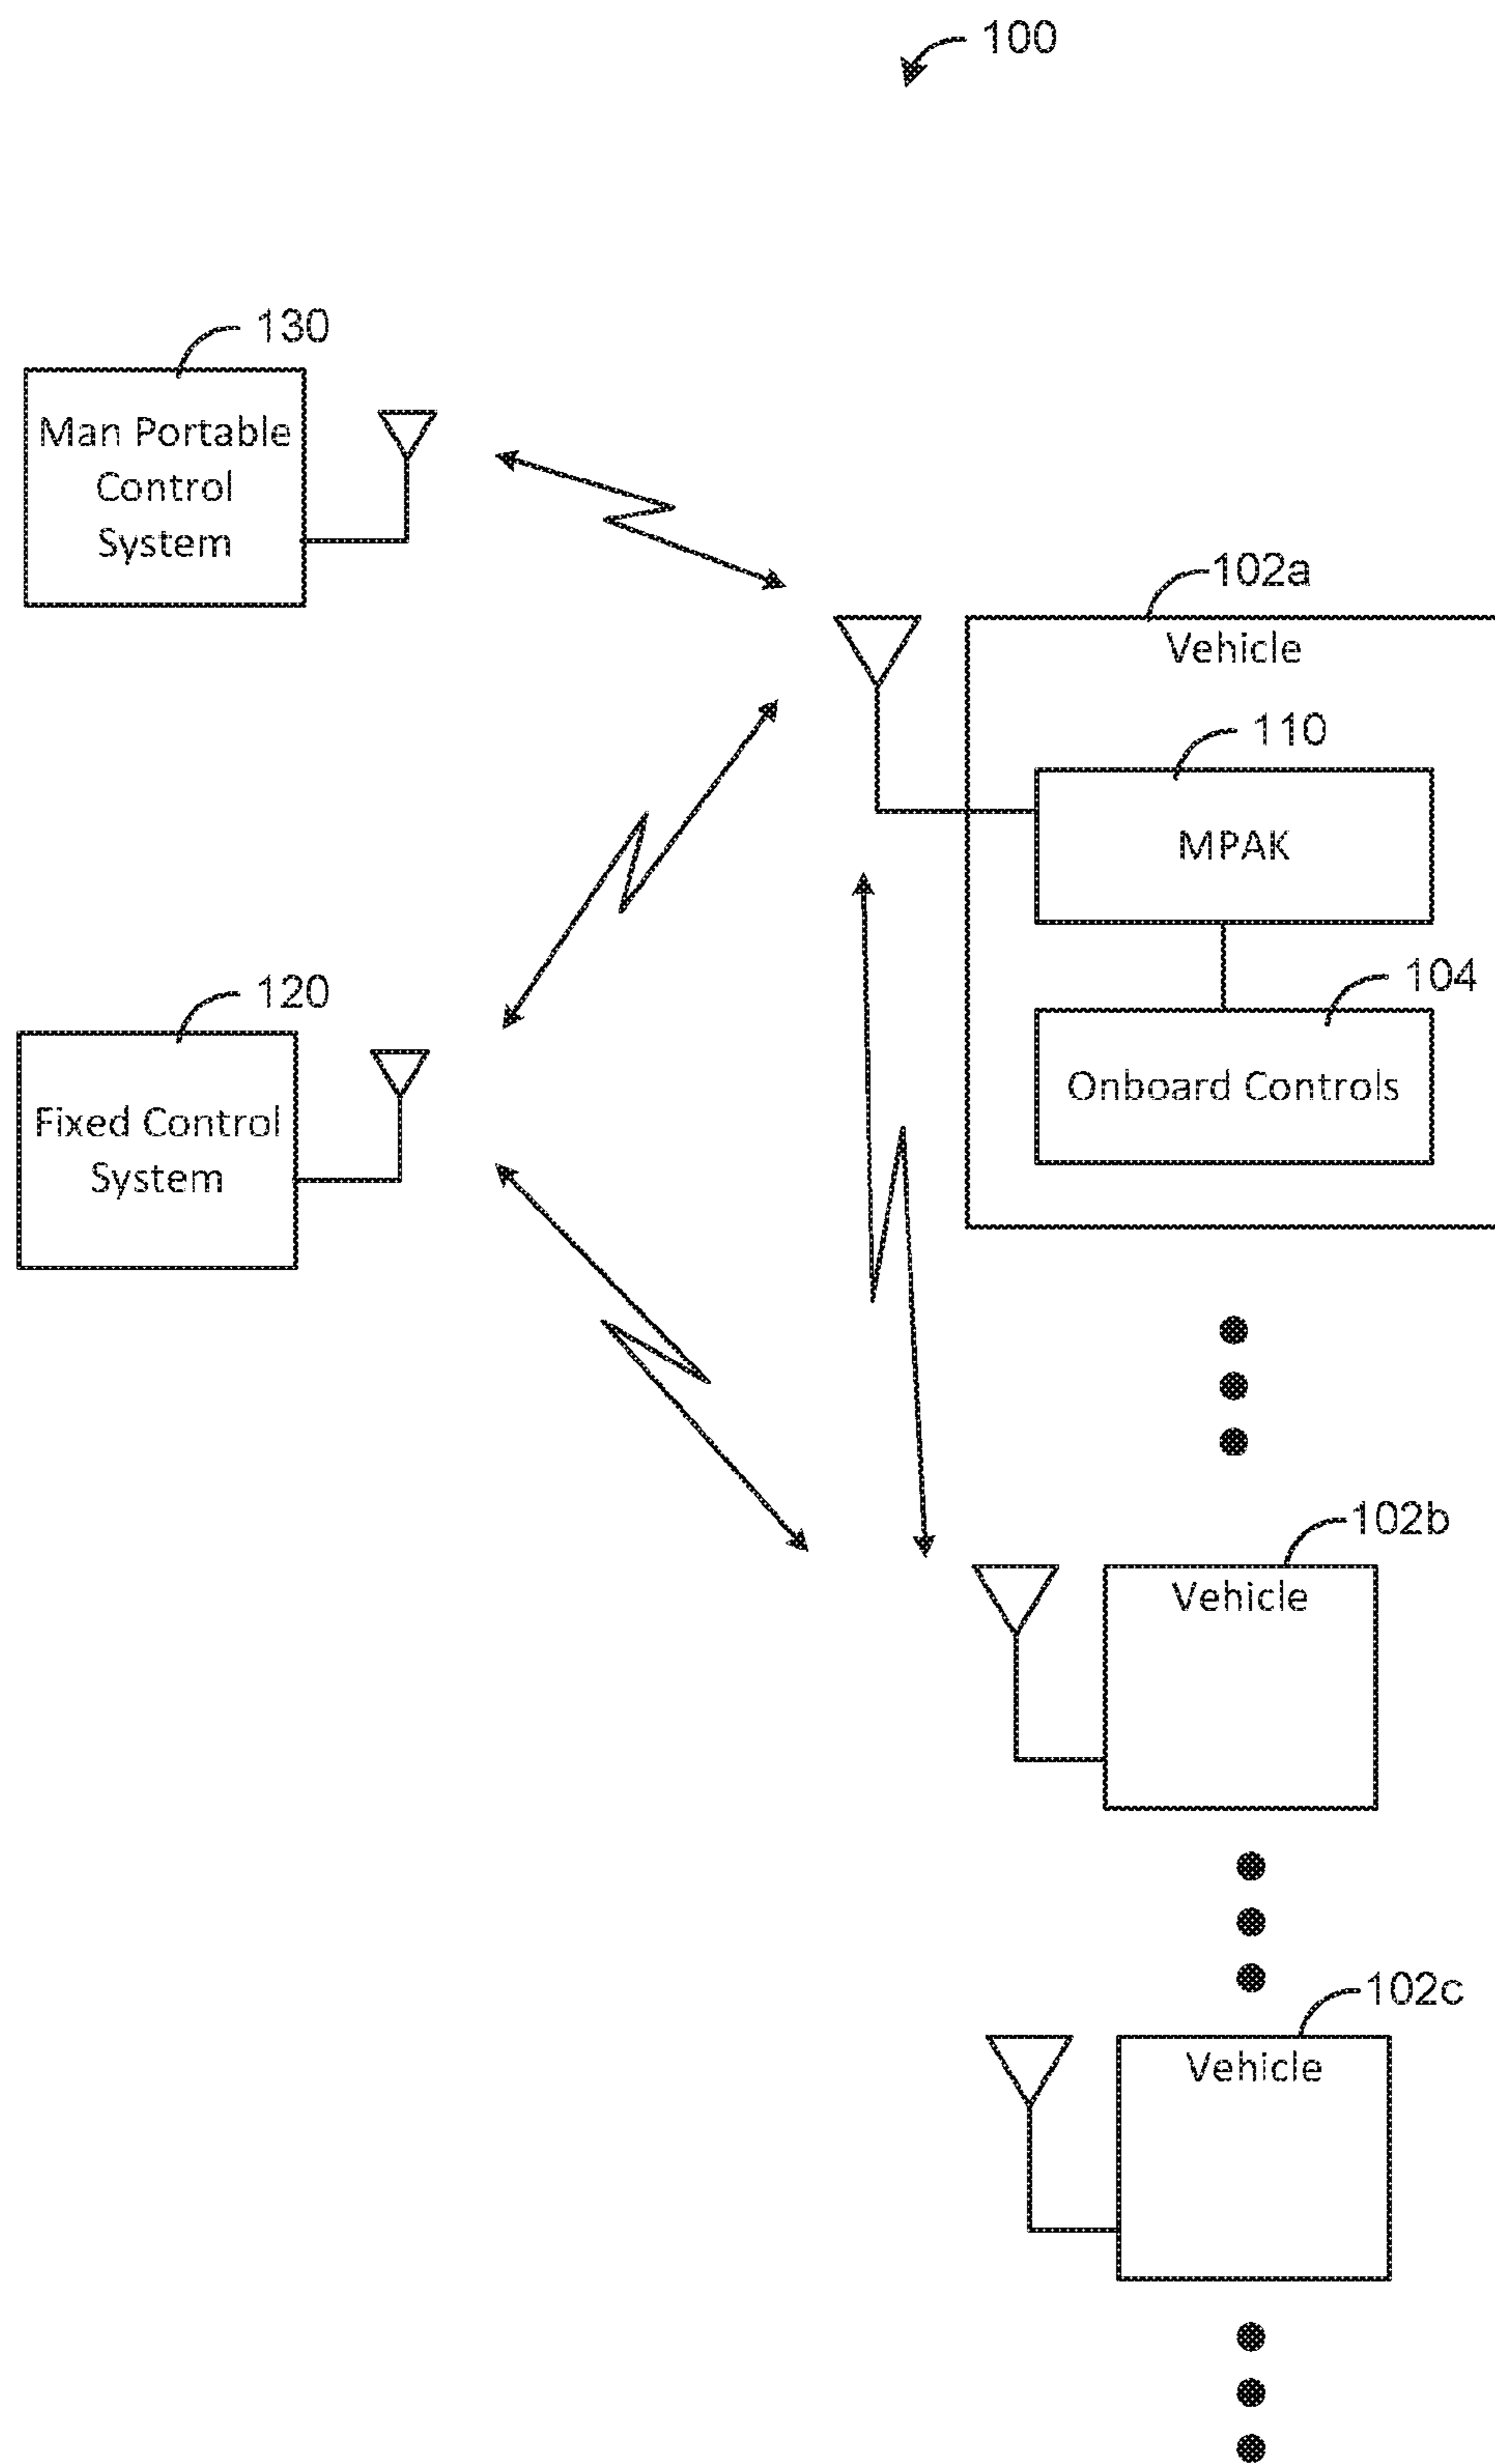 100
130
Man Portable
Control
System
102a
Vehicle
110
MPAK
104
Onboard Controls
120
Fixed Control
System
102b
Vehicle
102c
Vehicle